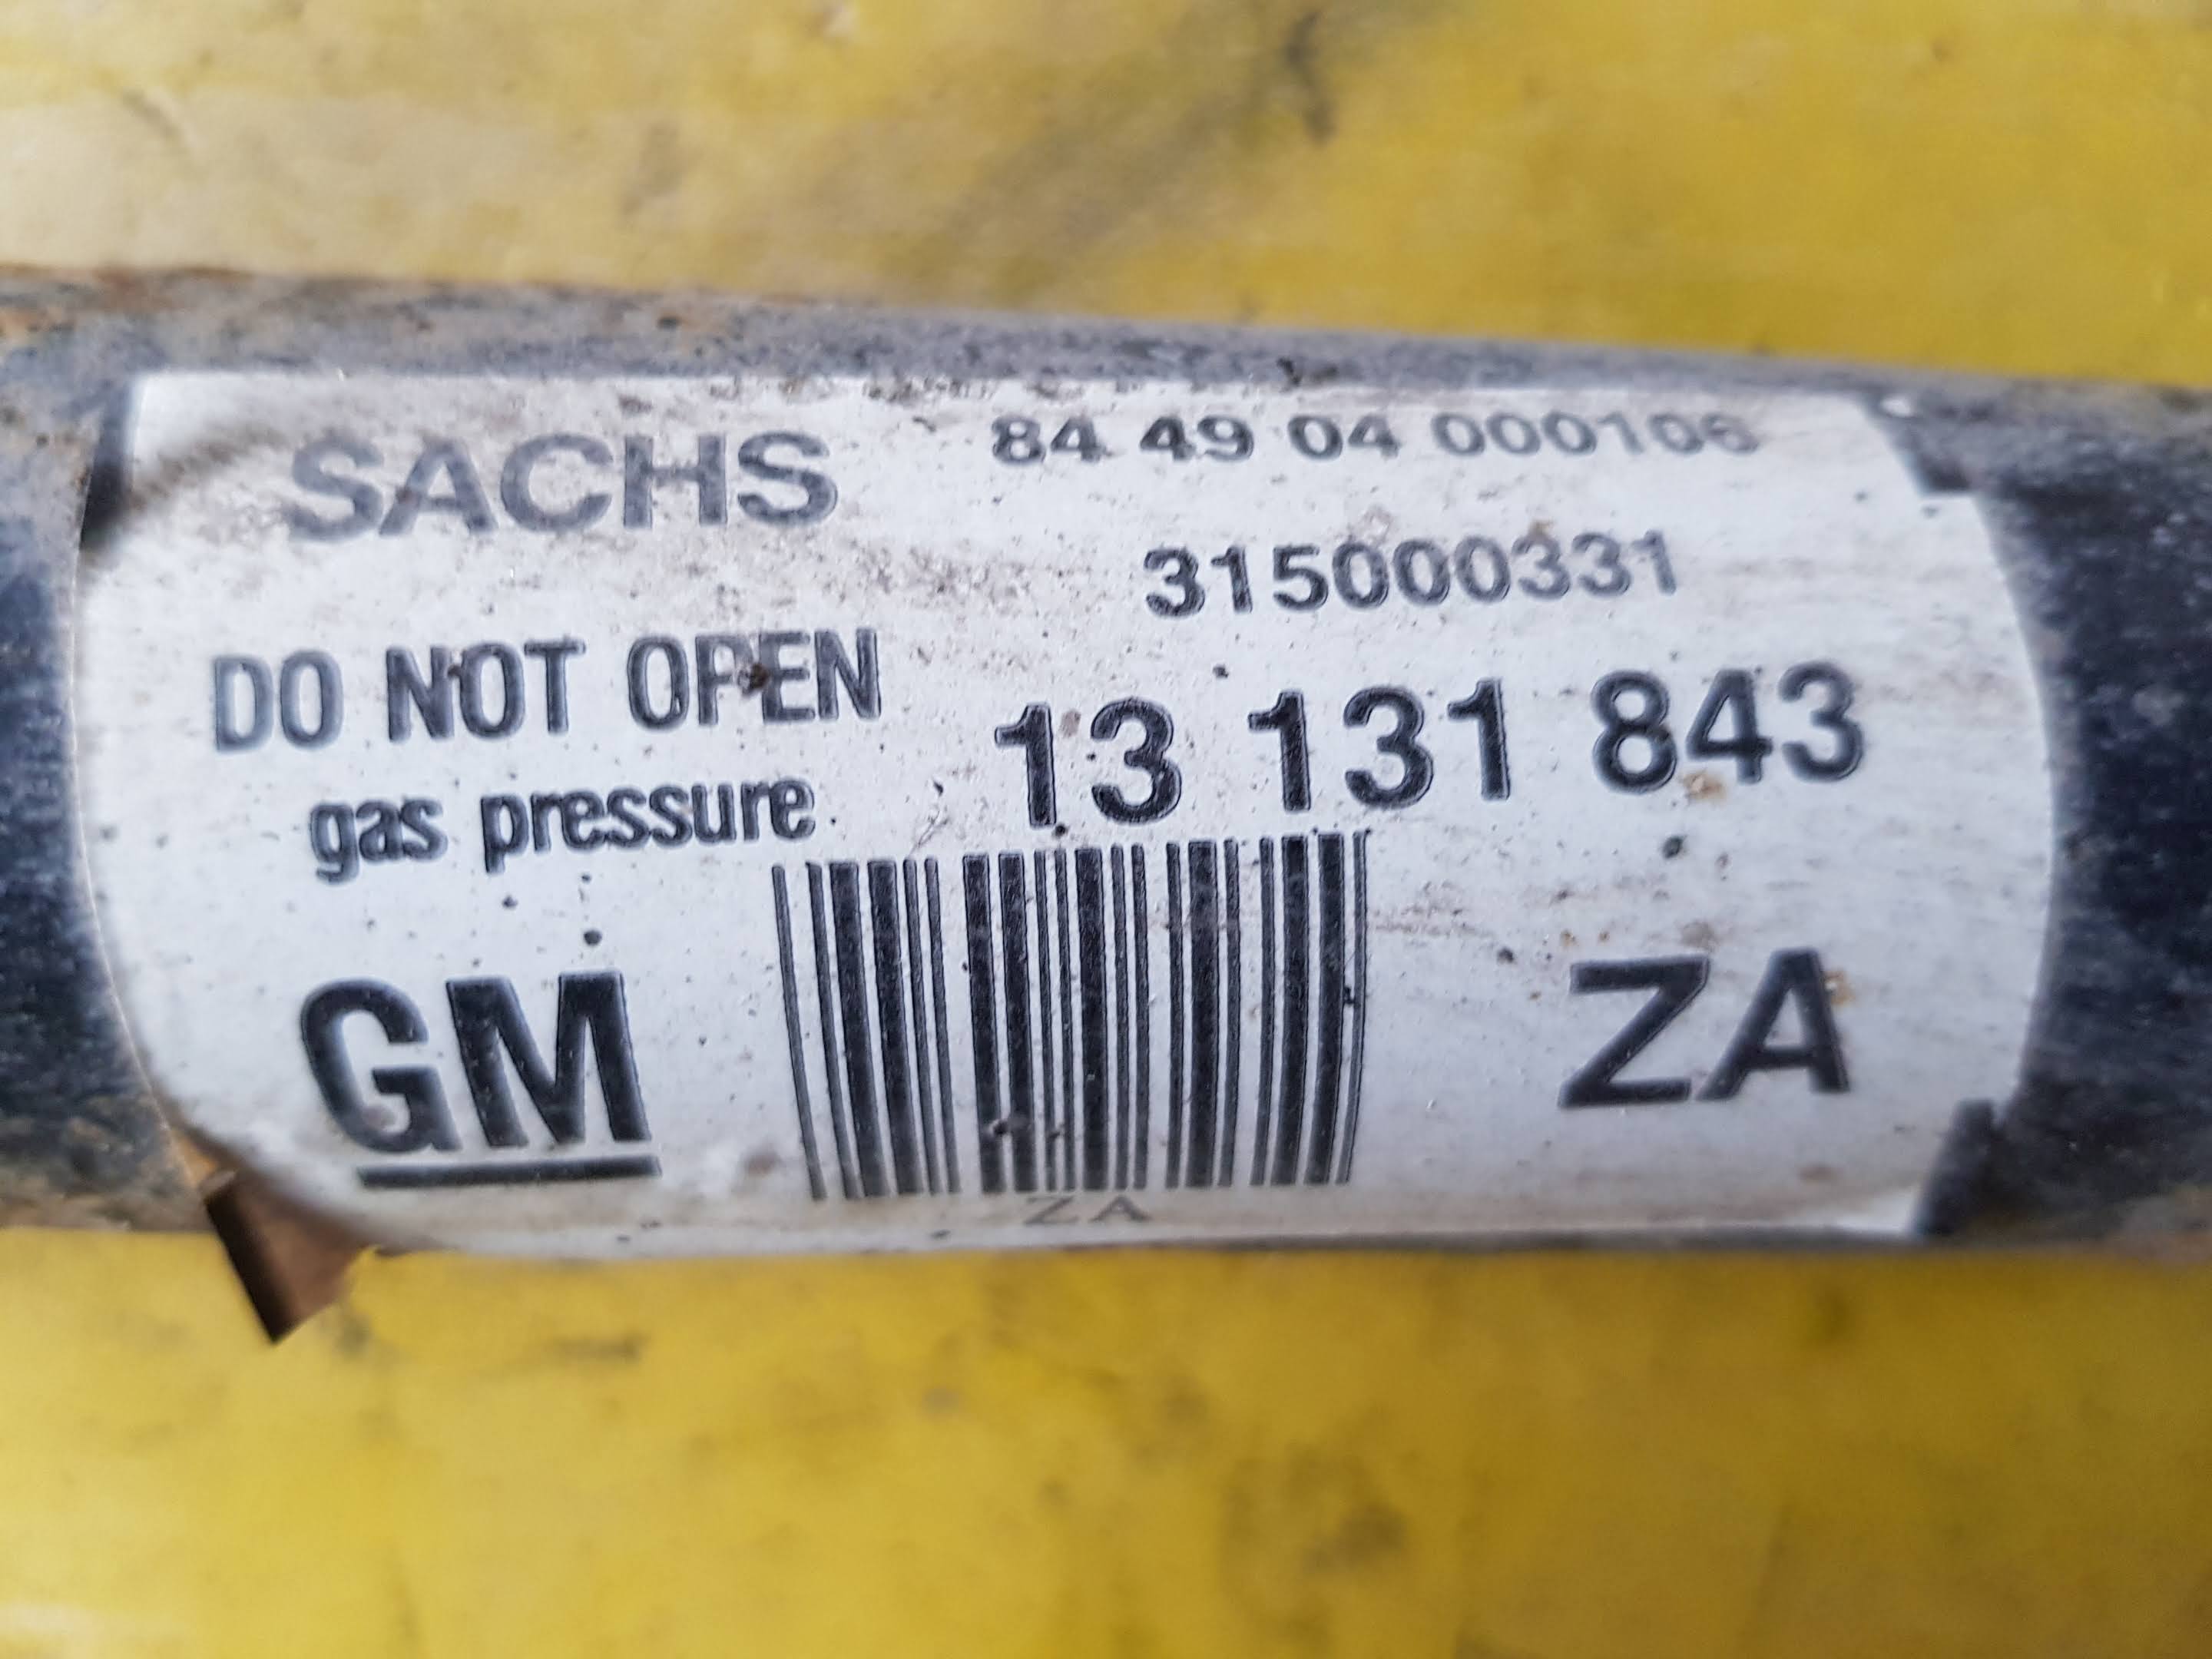 SACHS 84 49 04 000106
315000331
DO NOT OPEN
13 131 843
gas pressure
GM ZA
ZA